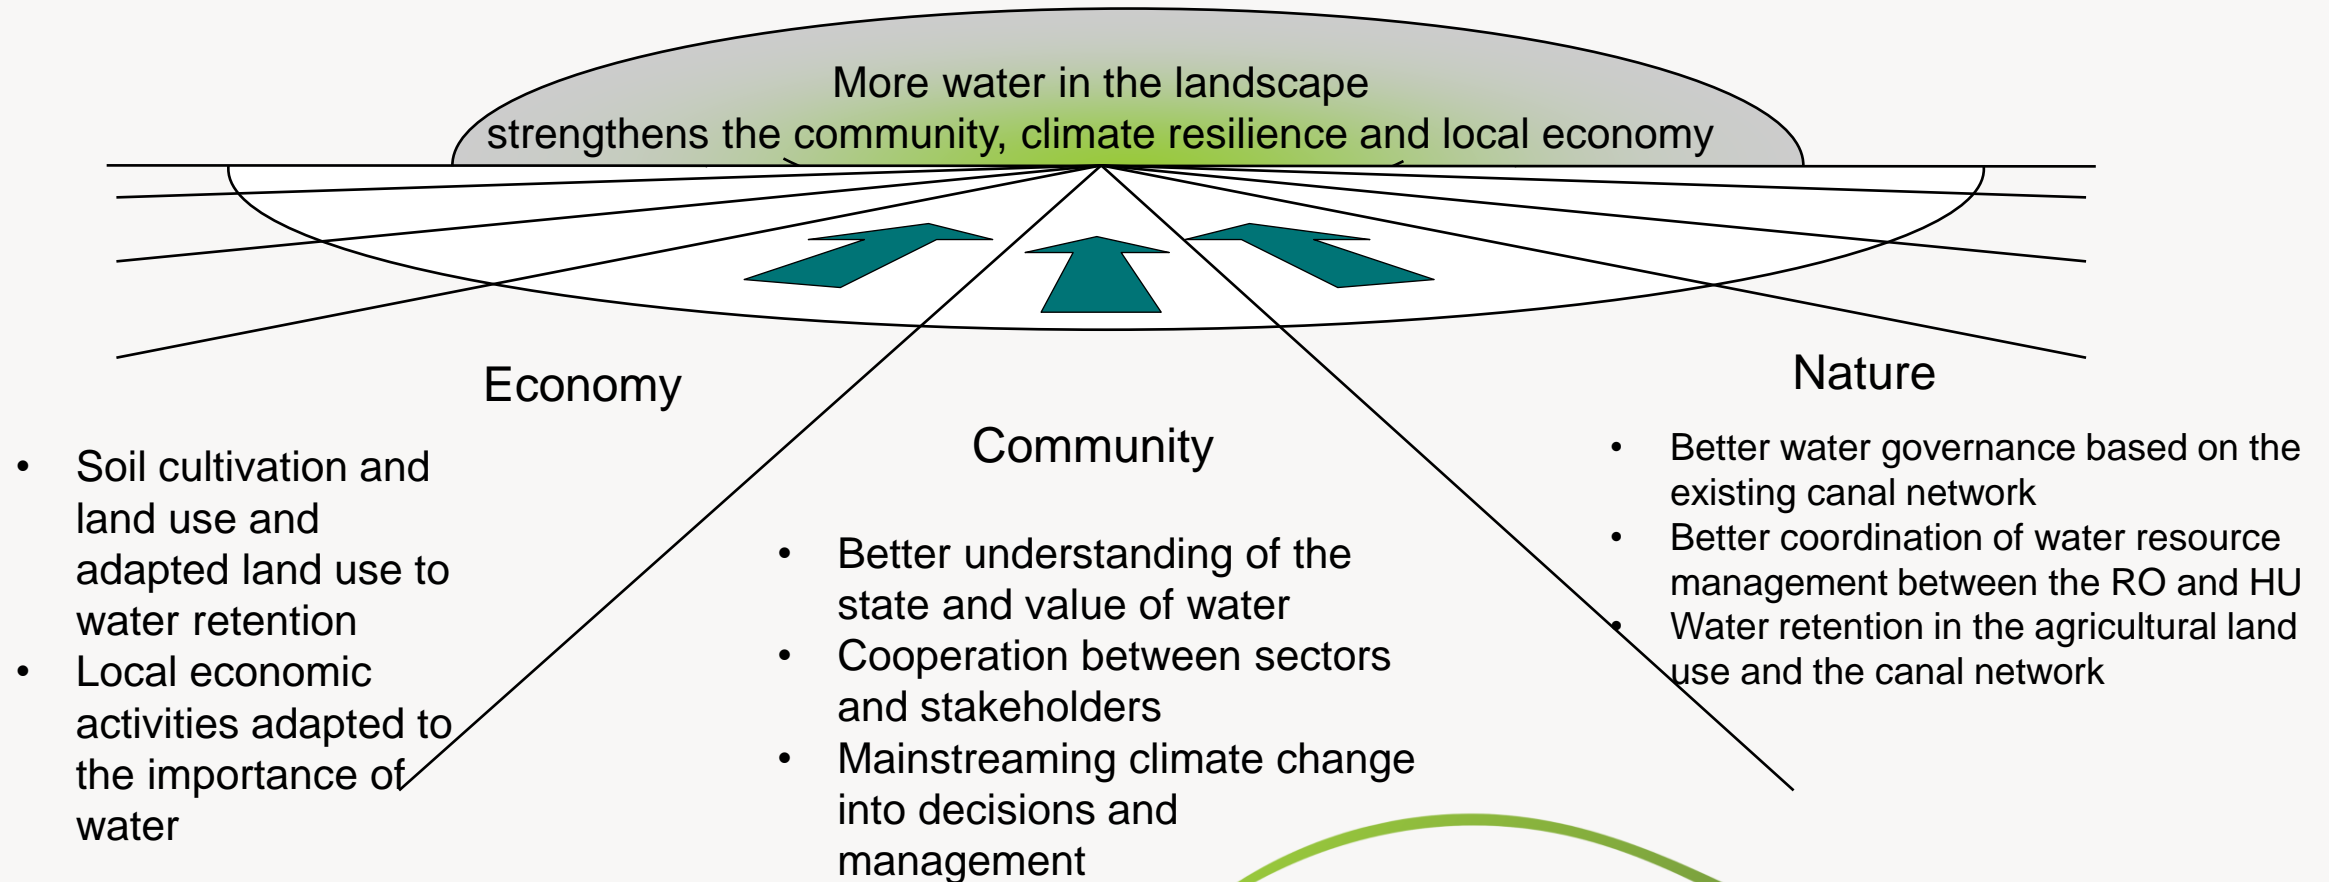 More water in the landscape
strengthens the community, climate resilience and local economy
Economy
• Soil cultivation and
land use and
adapted land use to
water retention
• Local economic
activities adapted to
the importance of
water
Community
• Better understanding of the
state and value of water
• Cooperation between sectors
and stakeholders
• Mainstreaming climate change
into decisions and
management
Nature
• Better water governance based on the
existing canal network
• Better coordination of water resource
management between the RO and HU
• Water retention in the agricultural land
use and the canal network